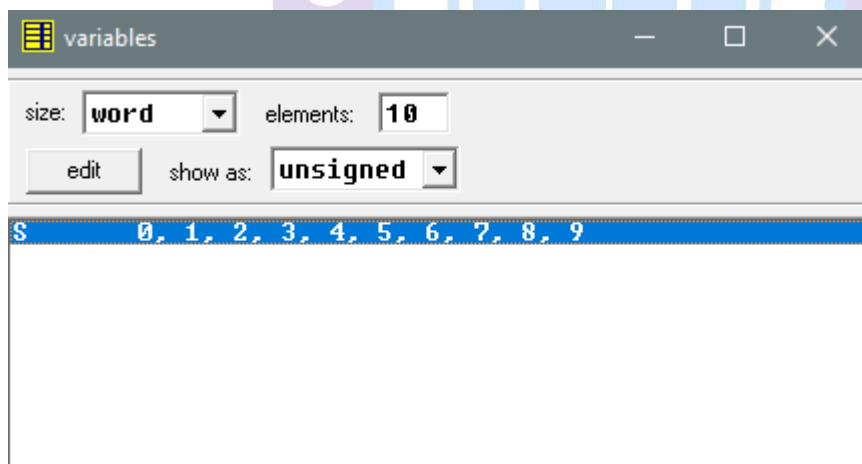 variables
size: word elements: 10
edit show as: unsigned
S 0, 1, 2, 3, 4, 5, 6, 7, 8, 9